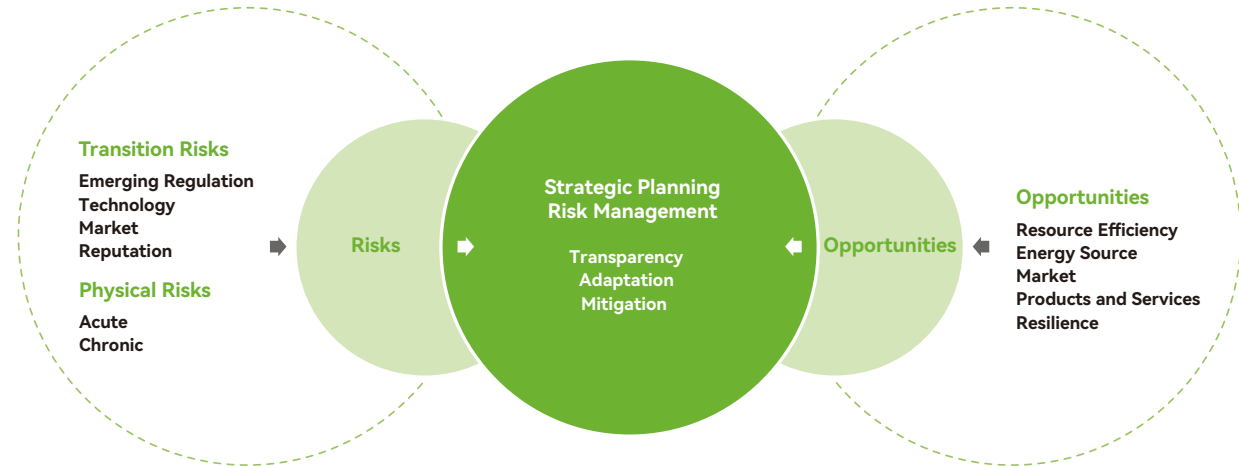 Transition Risks
Emerging Regulation
Technology
Market
Reputation
Physical Risks
Acute
Chronic
Risks
Strategic Planning
Risk Management
Transparency
Adaptation
Mitigation
Opportunities
Opportunities
Resource Efficiency
Energy Source
Market
Products and Services
Resilience